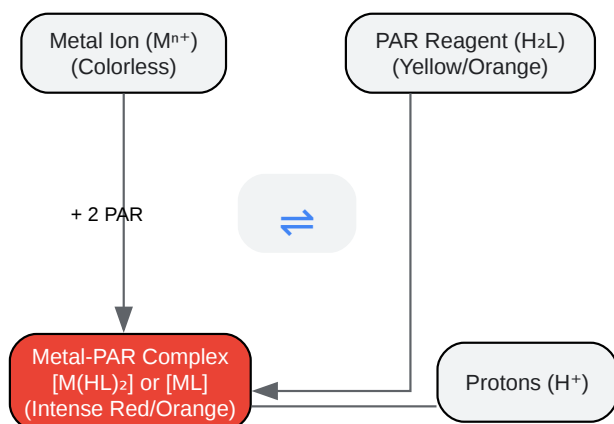 Metal Ion (Mⁿ⁺)
(Colorless)
PAR Reagent (H₂L)
(Yellow/Orange)
+ 2 PAR
⇌
Metal-PAR Complex
[M(HL)₂] or [ML]
(Intense Red/Orange)
Protons (H⁺)